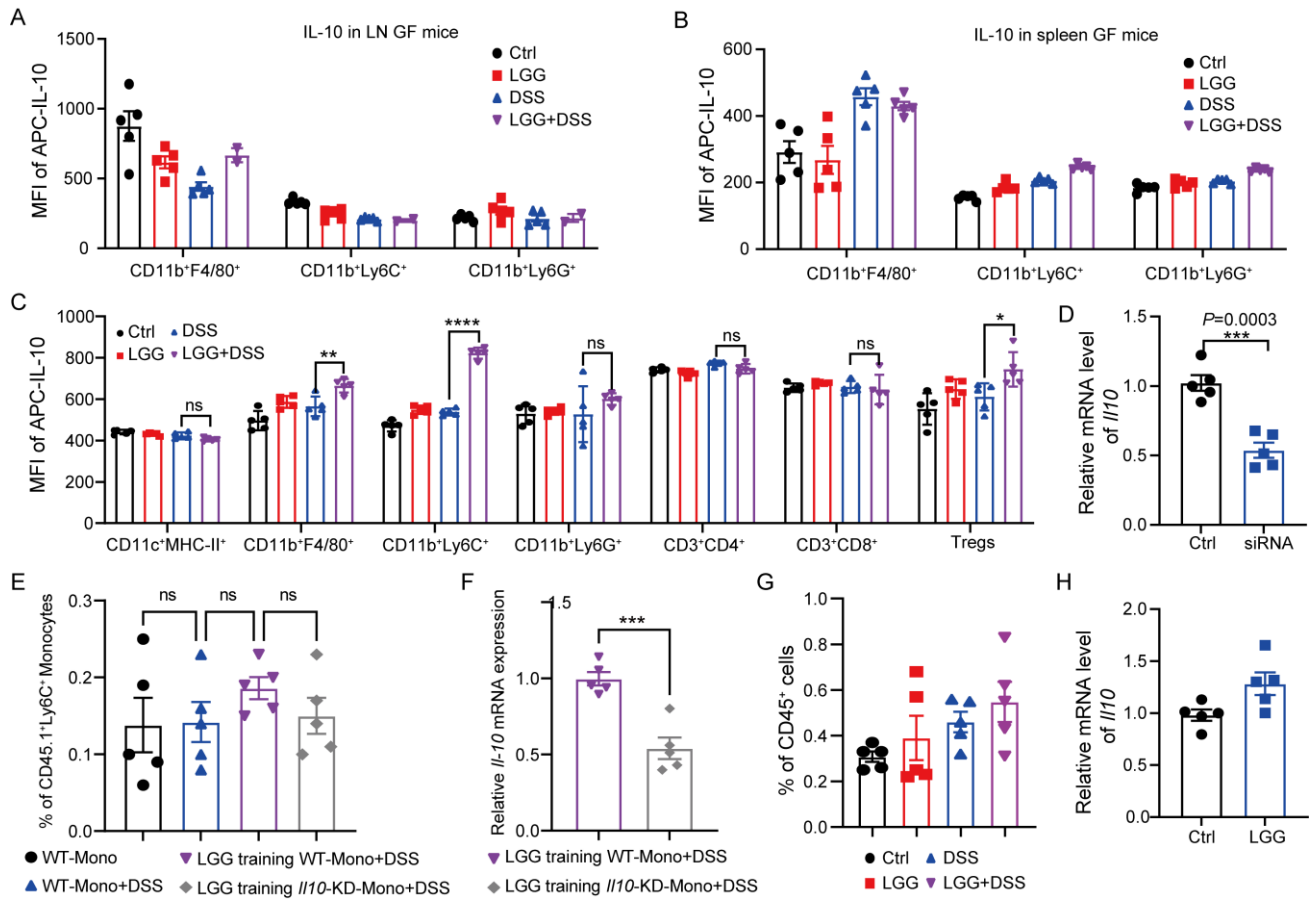 A
IL-10 in LN GF mice
MFI of APC-IL-10
1500
1000
500
0
Ctrl
LGG
DSS
LGG+DSS
CD11b⁺F4/80⁺
CD11b⁺Ly6C⁺
CD11b⁺Ly6G⁺
B
IL-10 in spleen GF mice
MFI of APC-IL-10
600
400
200
0
Ctrl
LGG
DSS
LGG+DSS
CD11b⁺F4/80⁺
CD11b⁺Ly6C⁺
CD11b⁺Ly6G⁺
C
MFI of APC-IL-10
1000
800
600
400
200
0
Ctrl
DSS
LGG
LGG+DSS
ns
**
****
ns
ns
ns
*
CD11c⁺MHC-II⁺
CD11b⁺F4/80⁺
CD11b⁺Ly6C⁺
CD11b⁺Ly6G⁺
CD3⁺CD4⁺
CD3⁺CD8⁺
Tregs
D
Relative mRNA level
of Il10
1.5
1.0
0.5
0.0
P=0.0003
***
Ctrl
siRNA
E
% of CD45.1⁺Ly6C⁺ Monocytes
0.3
0.2
0.1
0.0
ns
ns
ns
WT-Mono
LGG training WT-Mono+DSS
WT-Mono+DSS
LGG training Il10-KD-Mono+DSS
F
Relative Il-10 mRNA expression
1.5
1.0
0.5
0.0
***
LGG training WT-Mono+DSS
LGG training Il10-KD-Mono+DSS
G
% of CD45⁺ cells
1.0
0.8
0.6
0.4
0.2
0.0
Ctrl
DSS
LGG
LGG+DSS
H
Relative mRNA level
of Il10
2.0
1.5
1.0
0.5
0.0
Ctrl
LGG